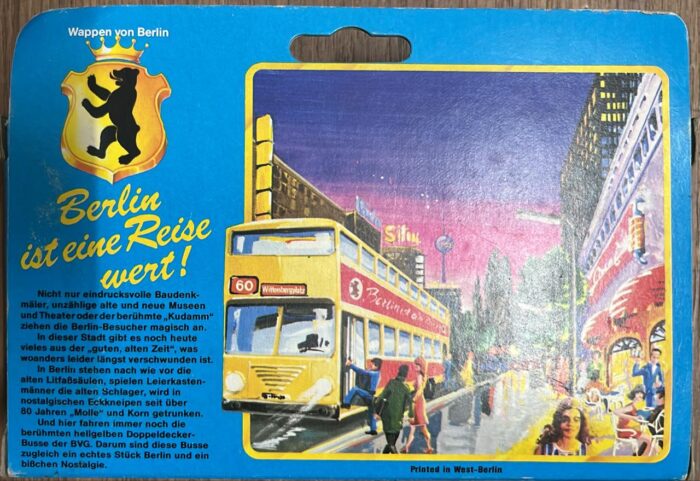 Wappen von Berlin
Berlin
ist eine Reise
wert!
Nicht nur eindrucksvolle Baudenk-
mäler, unzählige alte und neue Museen
und Theater oder der berühmte „Kudamm“
ziehen die Berlin-Besucher magisch an.
In dieser Stadt gibt es noch heute
vieles aus der „guten, alten Zeit“, was
woanders leider längst verschwunden ist.
In Berlin stehen nach wie vor die
alten Litfaßsäulen, spielen Leierkasten-
männer die alten Schlager, wird in
nostalgischen Eckkneipen seit über
80 Jahren „Molle“ und Korn getrunken.
Und hier fahren immer noch die
berühmten hellgelben Doppeldecker-
Busse der BVG. Darum sind diese Busse
zugleich ein echtes Stück Berlin und ein
bißchen Nostalgie.
60 Wittenbergplatz
Berlin ist eine
Printed in West-Berlin